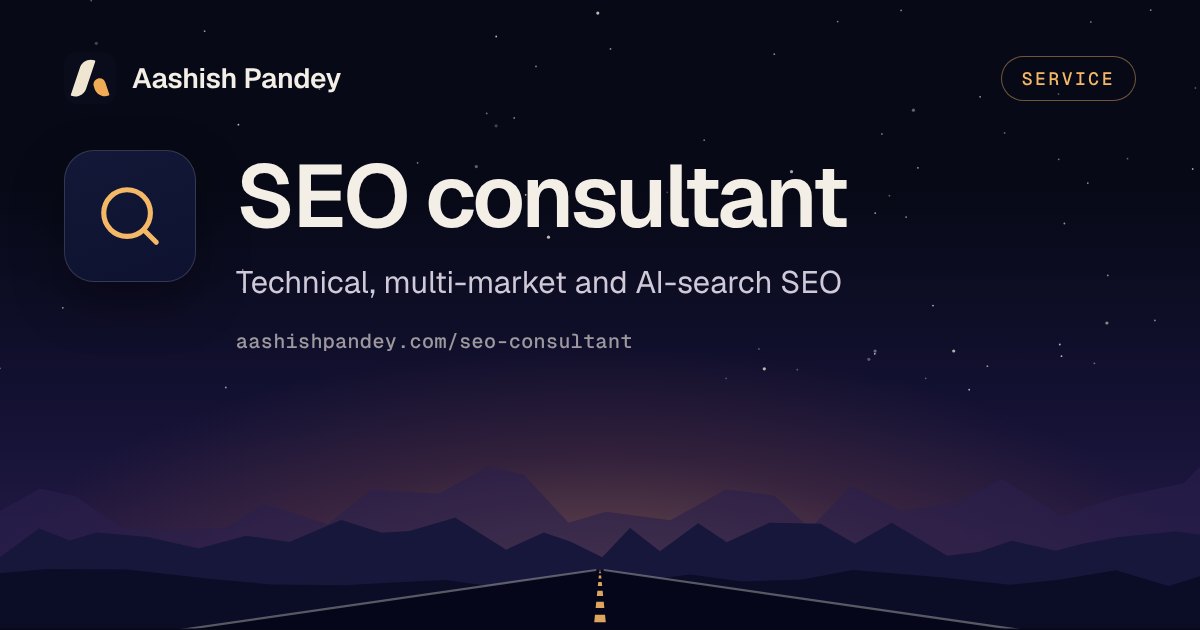 Aashish Pandey
SERVICE
SEO consultant
Technical, multi-market and AI-search SEO
aashishpandey.com/seo-consultant